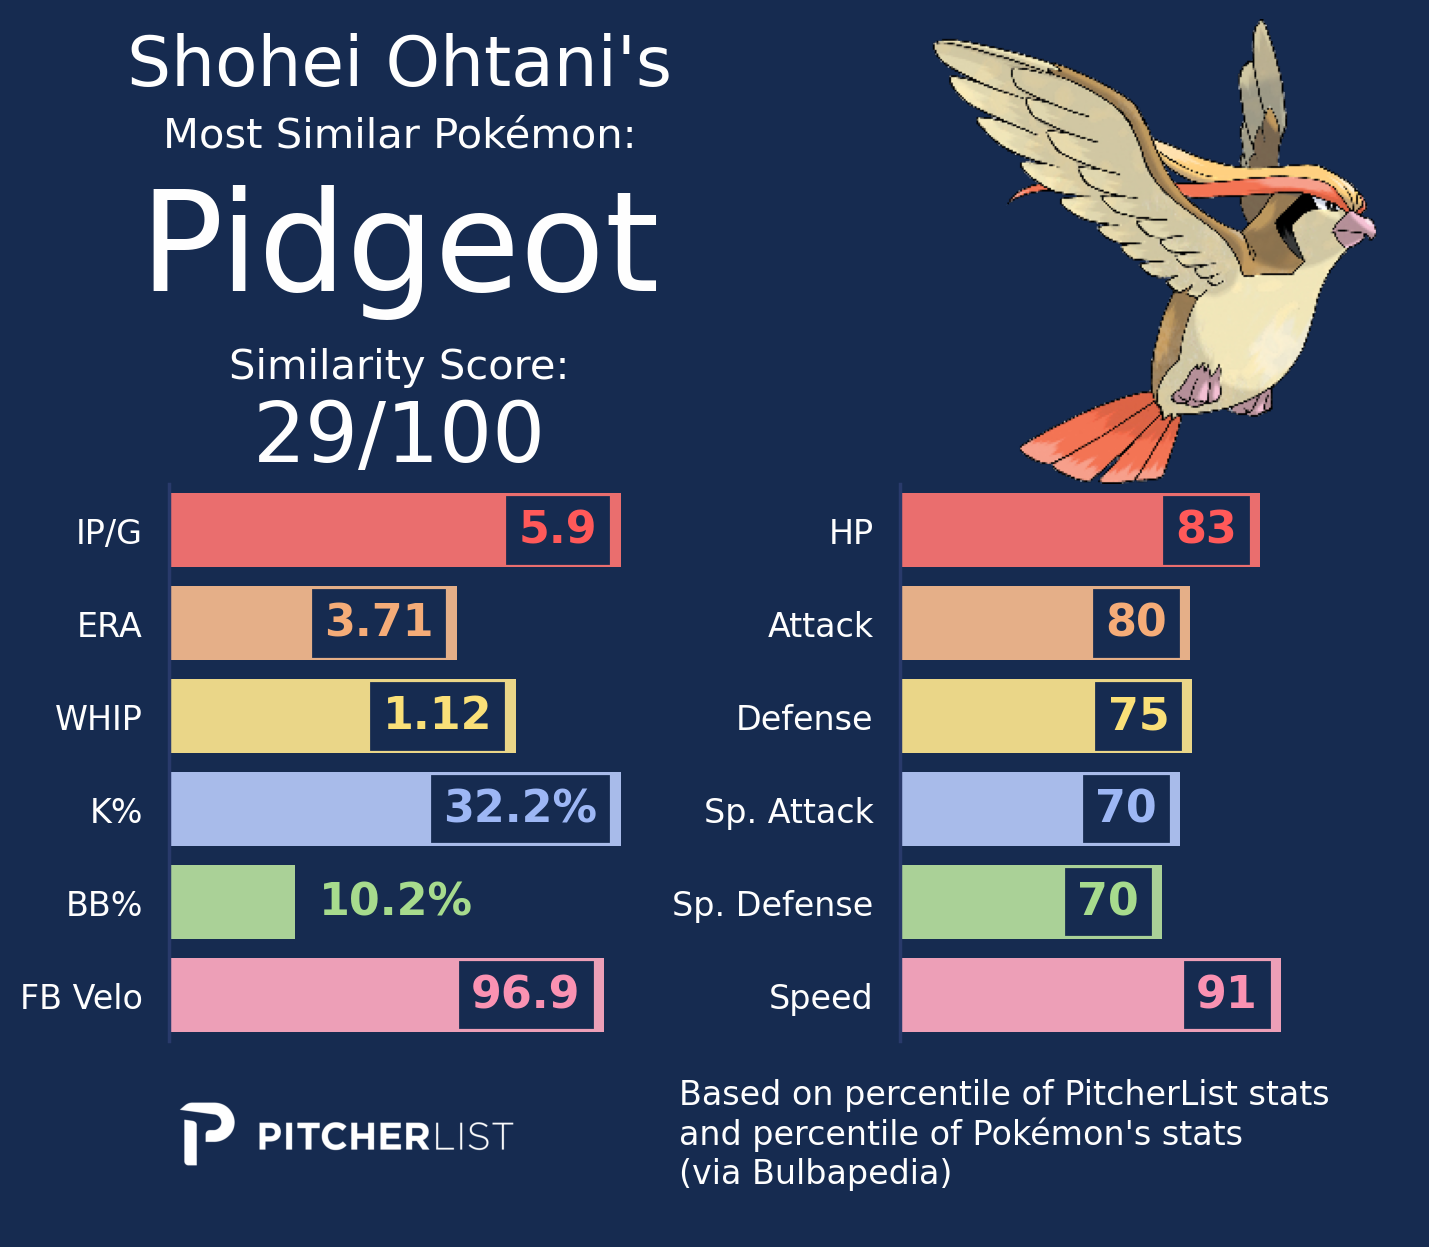 Shohei Ohtani's
Most Similar Pokémon:
Pidgeot
Similarity Score:
29/100
IP/G 5.9
ERA 3.71
WHIP 1.12
K% 32.2%
BB% 10.2%
FB Velo 96.9
HP 83
Attack 80
Defense 75
Sp. Attack 70
Sp. Defense 70
Speed 91
PITCHERLIST
Based on percentile of PitcherList stats
and percentile of Pokémon's stats
(via Bulbapedia)